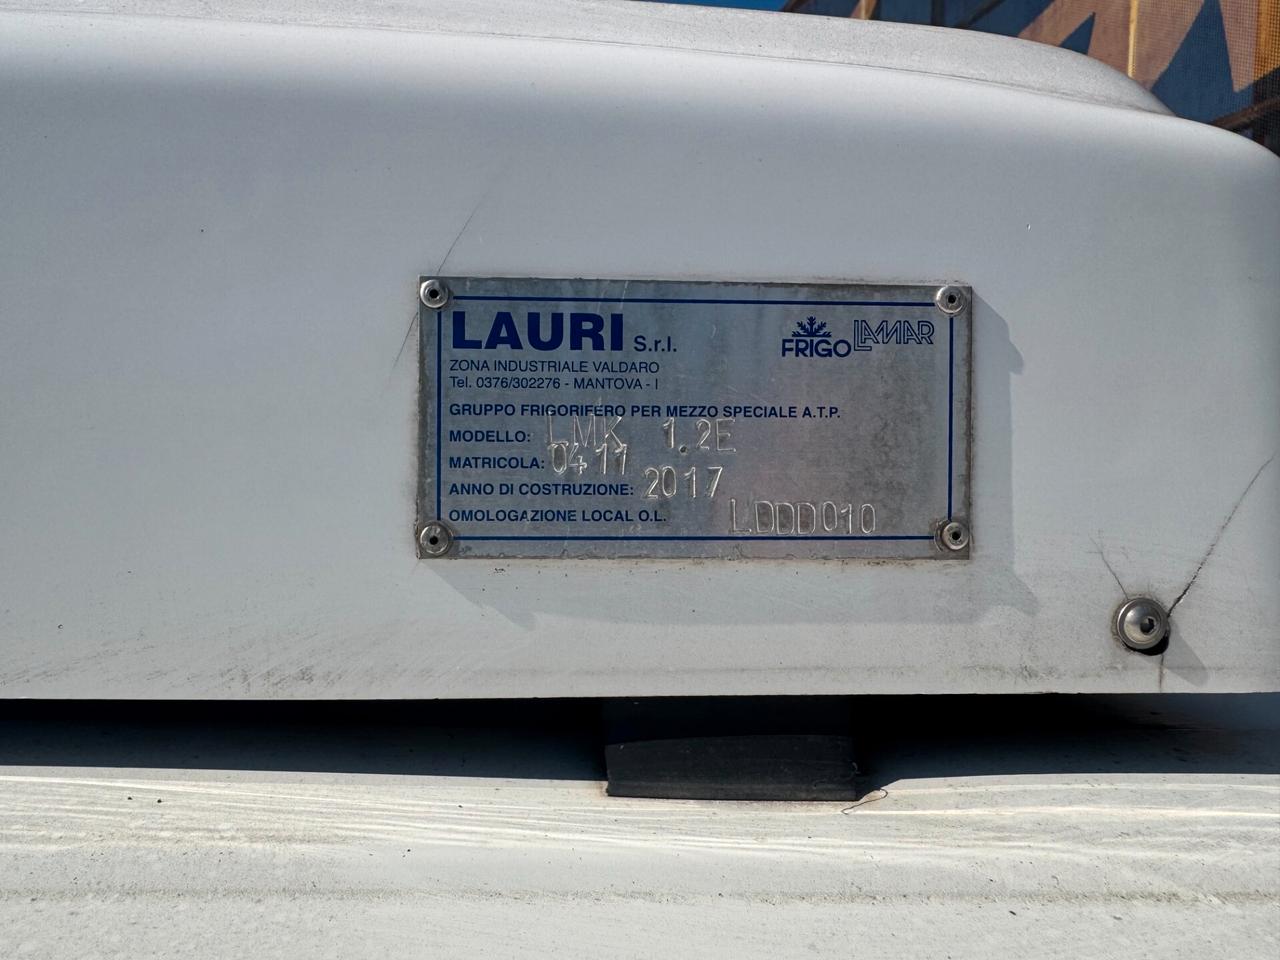 LAURI S.r.l.
FRIGO LAMAR
ZONA INDUSTRIALE VALDARO
Tel. 0376/302276 - MANTOVA - I
GRUPPO FRIGORIFERO PER MEZZO SPECIALE A.T.P.
MODELLO: LMK 1.2E
MATRICOLA: 0411
ANNO DI COSTRUZIONE: 2017
OMOLOGAZIONE LOCAL O.L. LDDD010